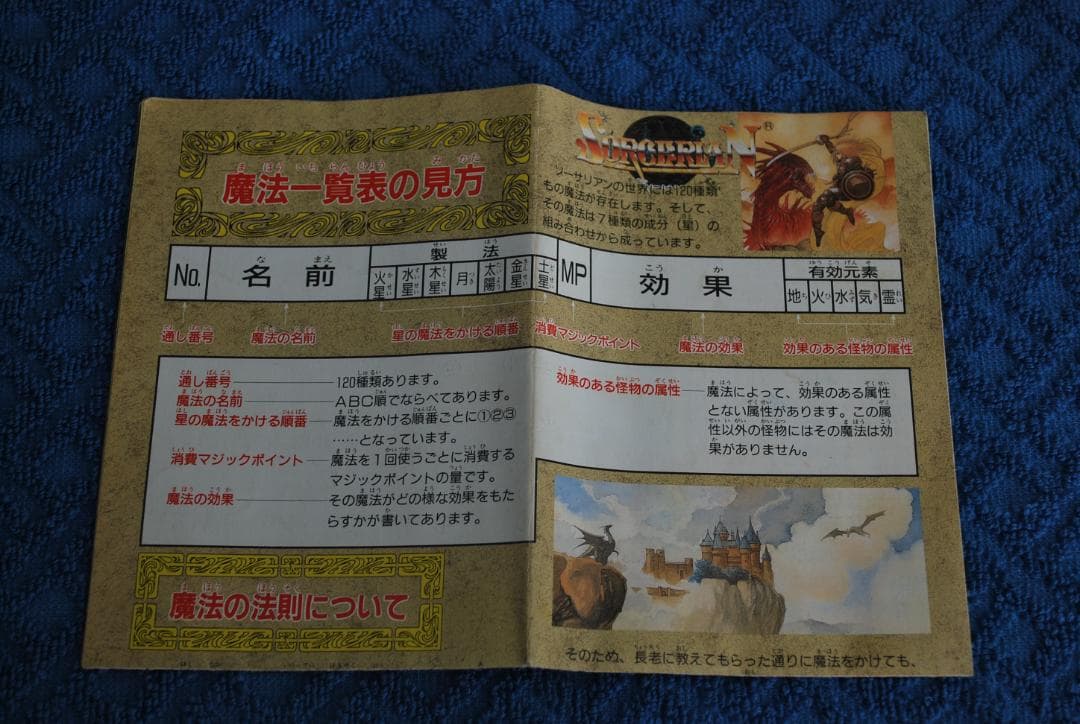 魔法一覧表の見方
SORCERIAN®
ソーサリアンの世界には120種類
もの魔法が存在します。そして、
その魔法は7種類の成分（星）の
組み合わせから成っています。
No. 名前 製法 火星 水星 木星 月 太陽 金星 土星 MP 効果 有効元素 地 火 水 気 霊
通し番号 魔法の名前 星の魔法をかける順番 消費マジックポイント 魔法の効果 効果のある怪物の属性
通し番号――120種類あります。
魔法の名前――ABC順でならべてあります。
星の魔法をかける順番――魔法をかける順番ごとに①②③
……となっています。
消費マジックポイント――魔法を1回使うごとに消費する
マジックポイントの量です。
魔法の効果――その魔法がどの様な効果をもた
らすかが書いてあります。
効果のある怪物の属性――魔法によって、効果のある属性
とない属性があります。この属
性以外の怪物にはその魔法は効
果がありません。
魔法の法則について
そのため、長老に教えてもらった通りに魔法をかけても、